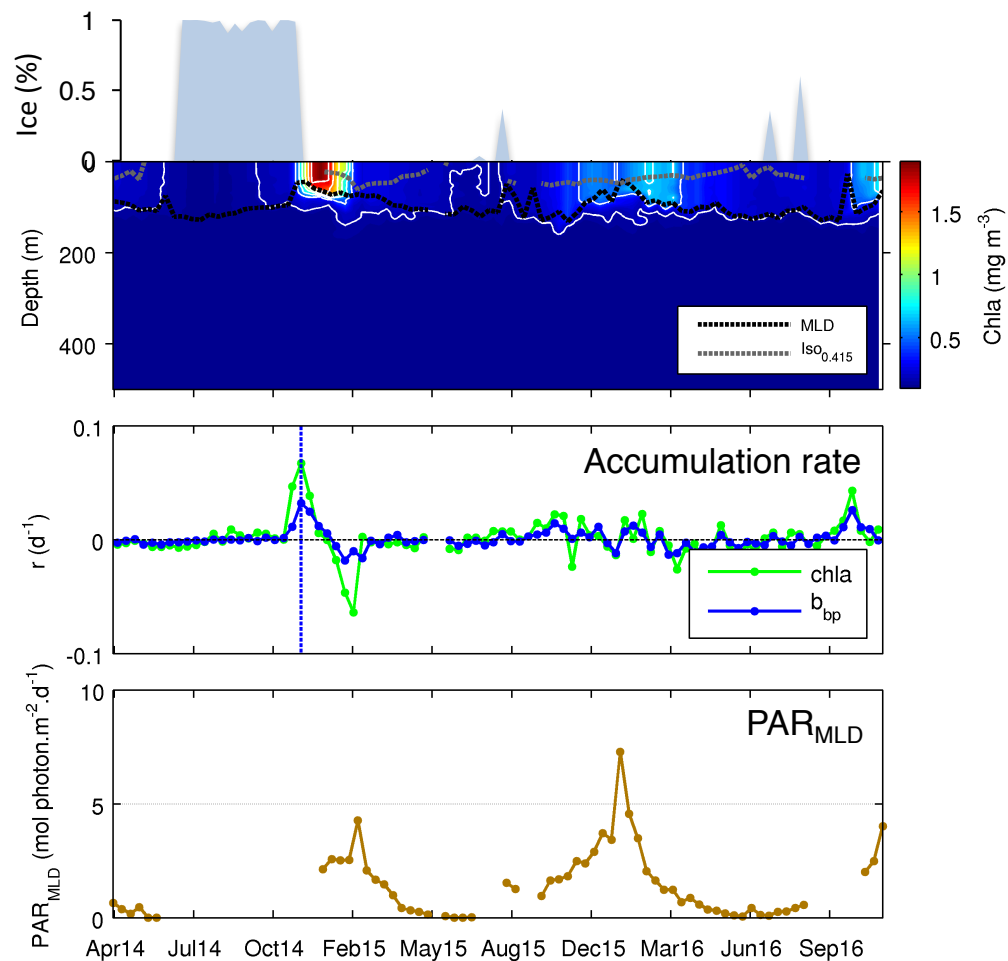 Ice (%)
1
0.5
0
0
200
400
Depth (m)
MLD
Iso0.415
1.5
1
0.5
Chla (mg m-3)
Accumulation rate
r (d-1)
0.1
0
-0.1
chla
bbp
PARMLD
PARMLD (mol photon.m-2.d-1)
10
5
0
Apr14 Jul14 Oct14 Feb15 May15 Aug15 Dec15 Mar16 Jun16 Sep16